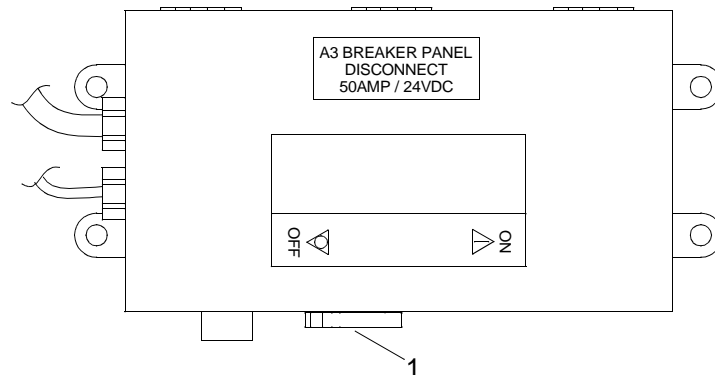 A3 BREAKER PANEL
DISCONNECT
50AMP / 24VDC
OFF
ON
1